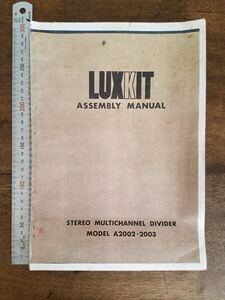 LUXKIT
ASSEMBLY MANUAL
STEREO MULTICHANNEL DIVIDER
MODEL A2002・2003